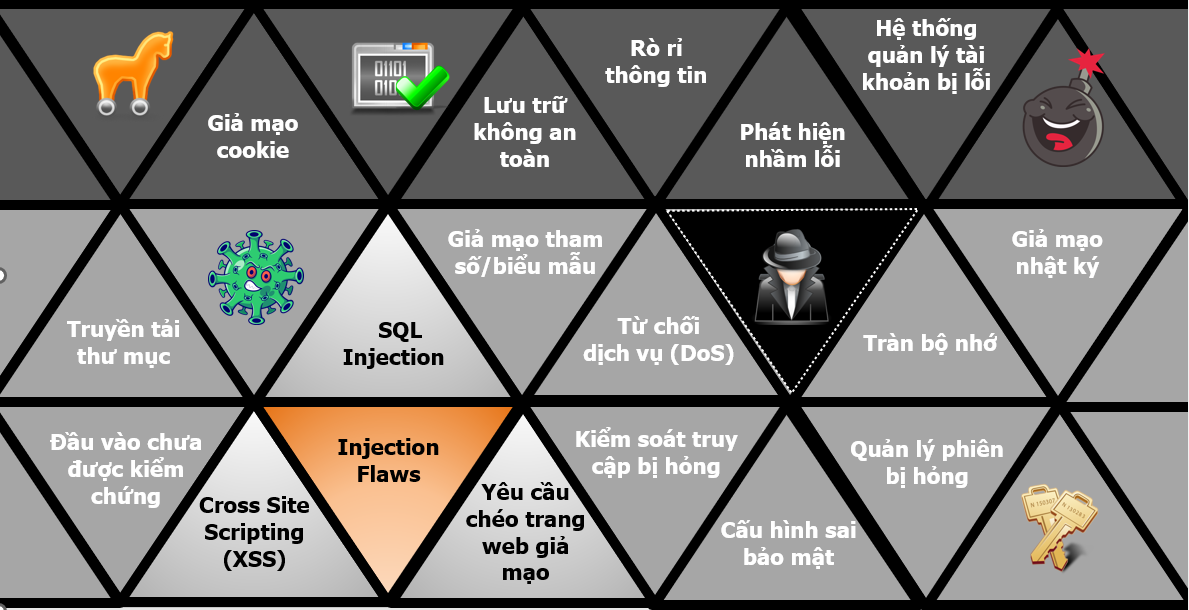 Giả mạo
cookie
01101
010
Lưu trữ
không an
toàn
Rò rỉ
thông tin
Phát hiện
nhầm lỗi
Hệ thống
quản lý tài
khoản bị lỗi
Truyền tải
thư mục
SQL
Injection
Giả mạo tham
số/biểu mẫu
Từ chối
dịch vụ (DoS)
Tràn bộ nhớ
Giả mạo
nhật ký
Đầu vào chưa
được kiểm
chứng
Cross Site
Scripting
(XSS)
Injection
Flaws
Yêu cầu
chéo trang
web giả
mạo
Kiểm soát truy
cập bị hỏng
Cấu hình sai
bảo mật
Quản lý phiên
bị hỏng